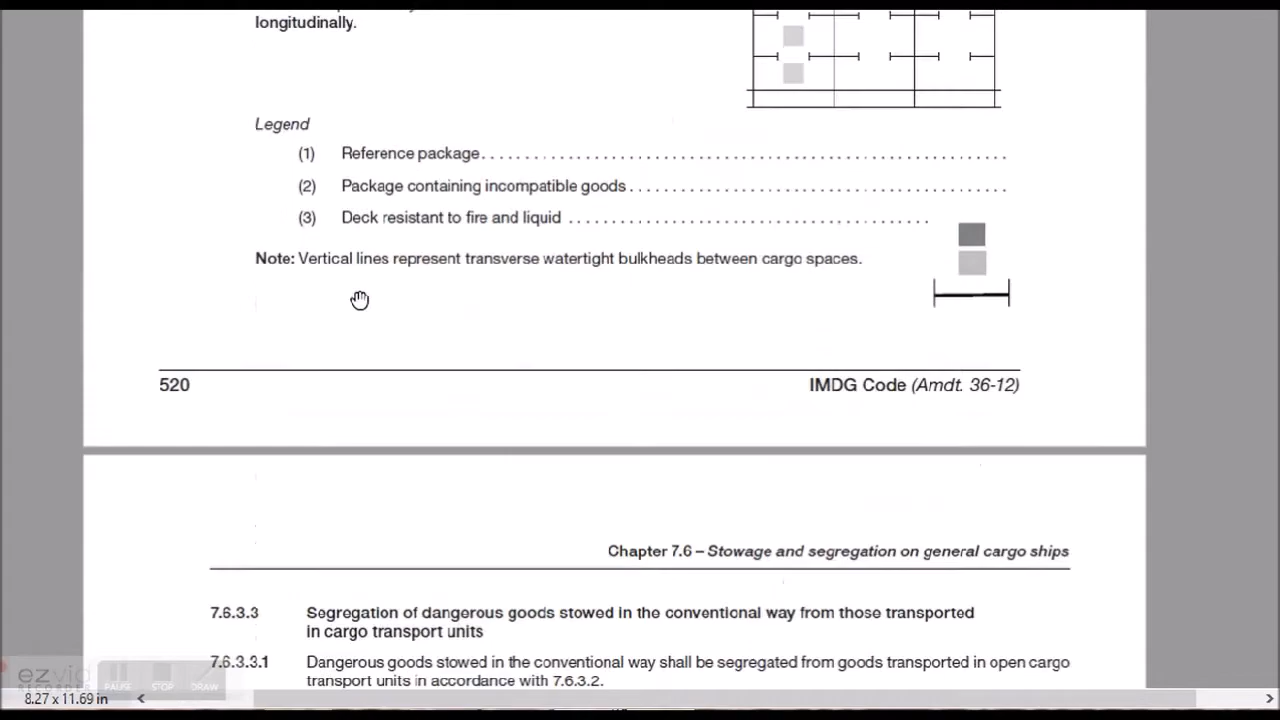 longitudinally.
Legend
(1) Reference package. . . . . . . . . . . . . . . . . . . . . . . . . . . . . . . . . . . . . . . . . . . . . . . .
(2) Package containing incompatible goods . . . . . . . . . . . . . . . . . . . . . . . . . . . . . . . . . .
(3) Deck resistant to fire and liquid . . . . . . . . . . . . . . . . . . . . . . . . . . . . . . . .
Note: Vertical lines represent transverse watertight bulkheads between cargo spaces.
520 IMDG Code (Amdt. 36-12)
Chapter 7.6 – Stowage and segregation on general cargo ships
7.6.3.3 Segregation of dangerous goods stowed in the conventional way from those transported
in cargo transport units
7.6.3.3.1 Dangerous goods stowed in the conventional way shall be segregated from goods transported in open cargo
transport units in accordance with 7.6.3.2.
ezvid
RECORDER PAUSE STOP DRAW
8.27 x 11.69 in